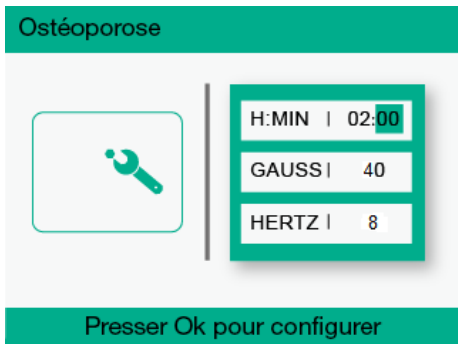 Ostéoporose
H:MIN | 02:00
GAUSS | 40
HERTZ | 8
Presser Ok pour configurer